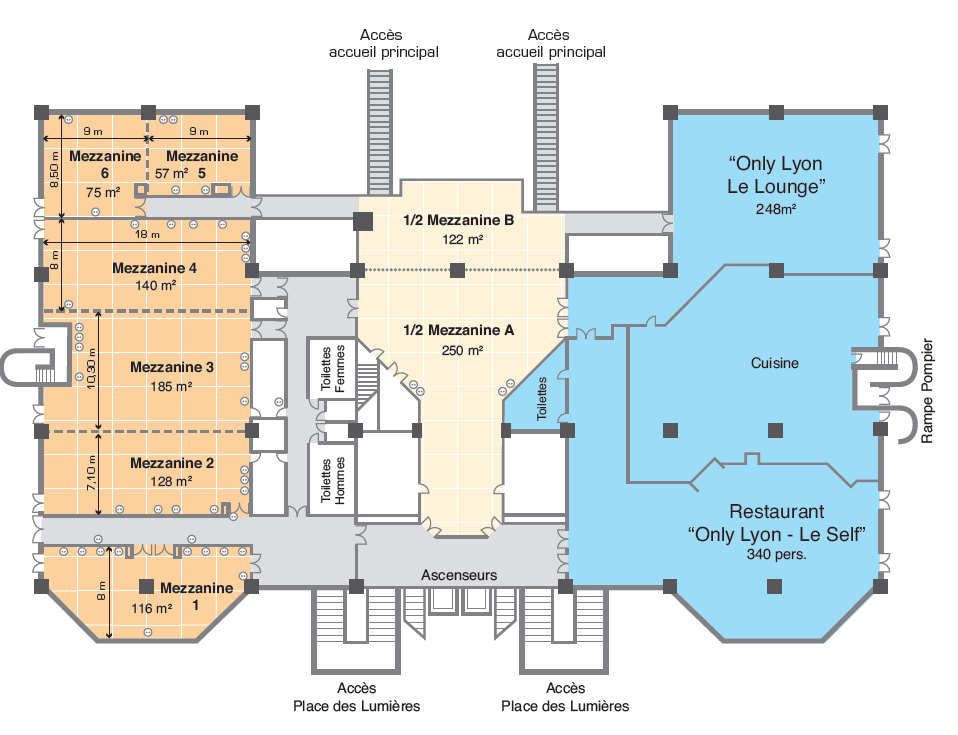 Accès
accueil principal
Accès
accueil principal
9 m
9 m
8,50 m
Mezzanine
6
75 m²
Mezzanine
5
57 m²
18 m
8 m
Mezzanine 4
140 m²
10,30 m
Mezzanine 3
185 m²
7,10 m
Mezzanine 2
128 m²
8 m
Mezzanine
1
116 m²
1/2 Mezzanine B
122 m²
1/2 Mezzanine A
250 m²
Toilettes
Femmes
Toilettes
Hommes
Toilettes
“Only Lyon
Le Lounge”
248m²
Cuisine
Rampe Pompier
Restaurant
“Only Lyon - Le Self”
340 pers.
Ascenseurs
Accès
Place des Lumières
Accès
Place des Lumières